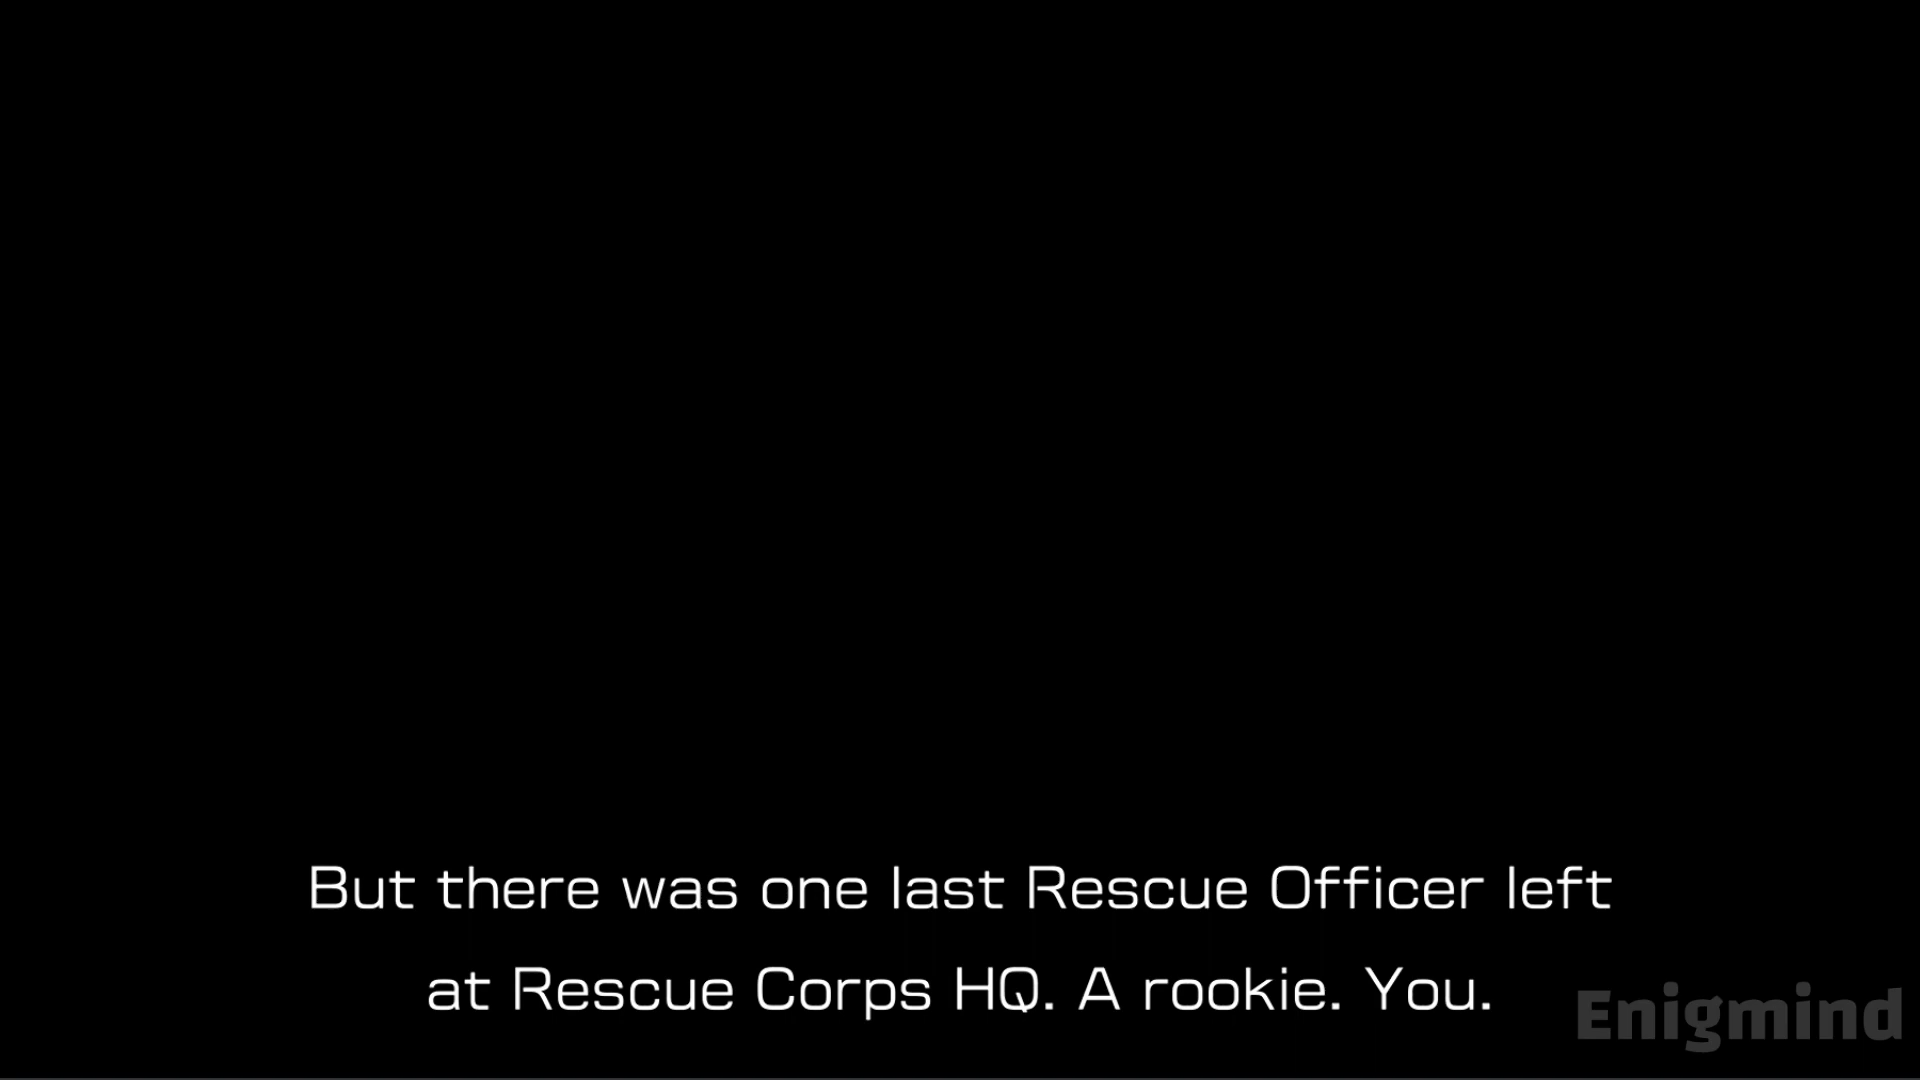 But there was one last Rescue Officer left
at Rescue Corps HQ. A rookie. You.
Enigmind